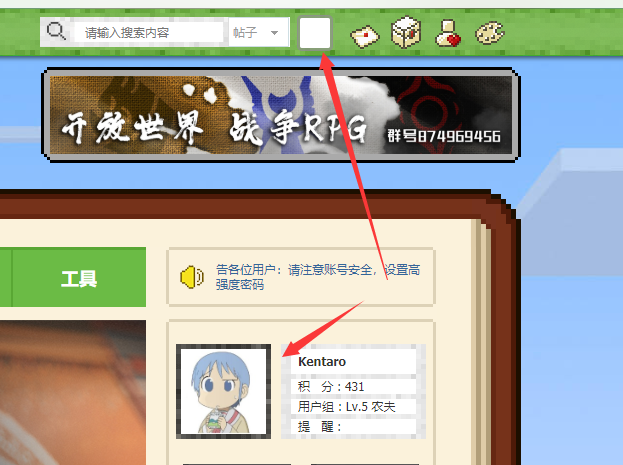 请输入搜索内容 帖子
开放世界 战争RPG 群号874969456
工具
告各位用户：请注意账号安全，设置高
强度密码
Kentaro
积 分：431
用户组：Lv.5 农夫
提 醒：